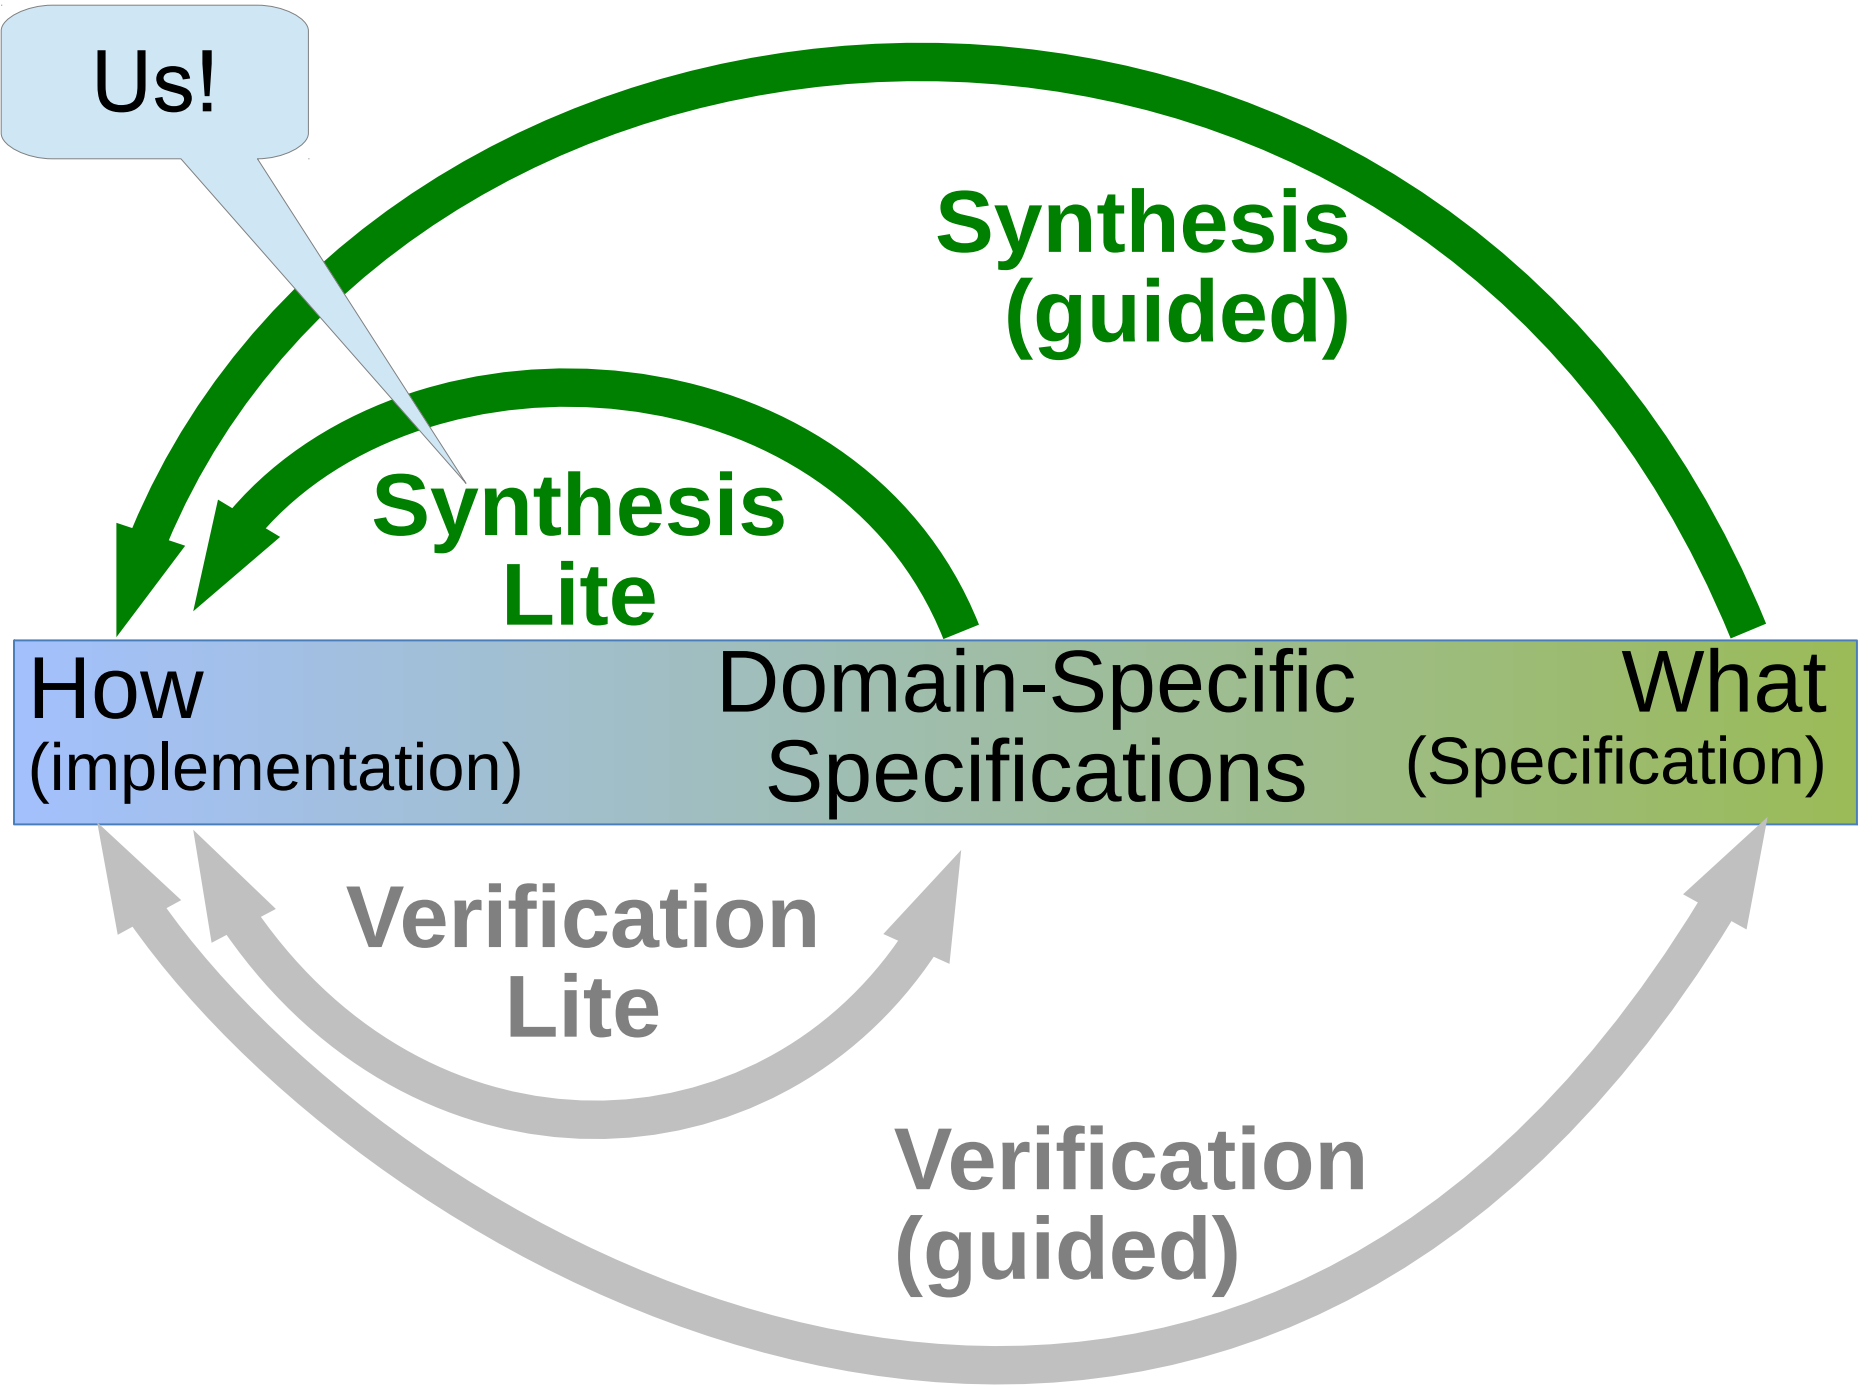 Us!
Synthesis
(guided)
Synthesis
Lite
How
(implementation)
Domain-Specific
Specifications
What
(Specification)
Verification
Lite
Verification
(guided)